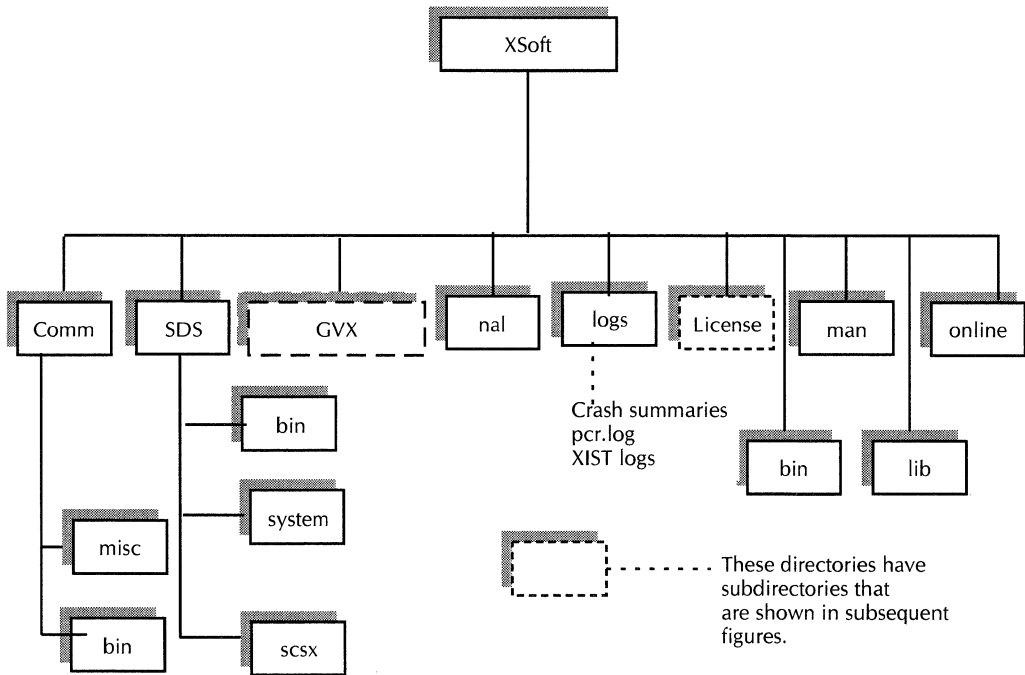 XSoft
Comm
SDS
GVX
nal
logs
License
man
online
Crash summaries
pcr.log
XIST logs
bin
bin
lib
system
misc
These directories have
subdirectories that
are shown in subsequent
figures.
bin
scsx